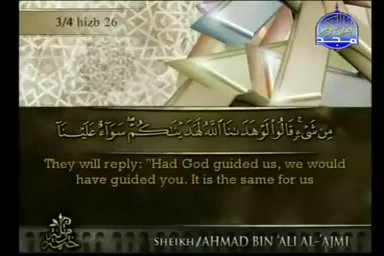 3/4 hizb 26
مِن شَيْءٍ ۚ قَالُوا۟ لَوْ هَدَىٰنَا ٱللَّهُ لَهَدَيْنَٰكُمْ ۖ سَوَآءٌ عَلَيْنَآ
They will reply: "Had God guided us, we would
have guided you. It is the same for us
SHEIKH/AHMAD BIN 'ALI AL-'AJMI